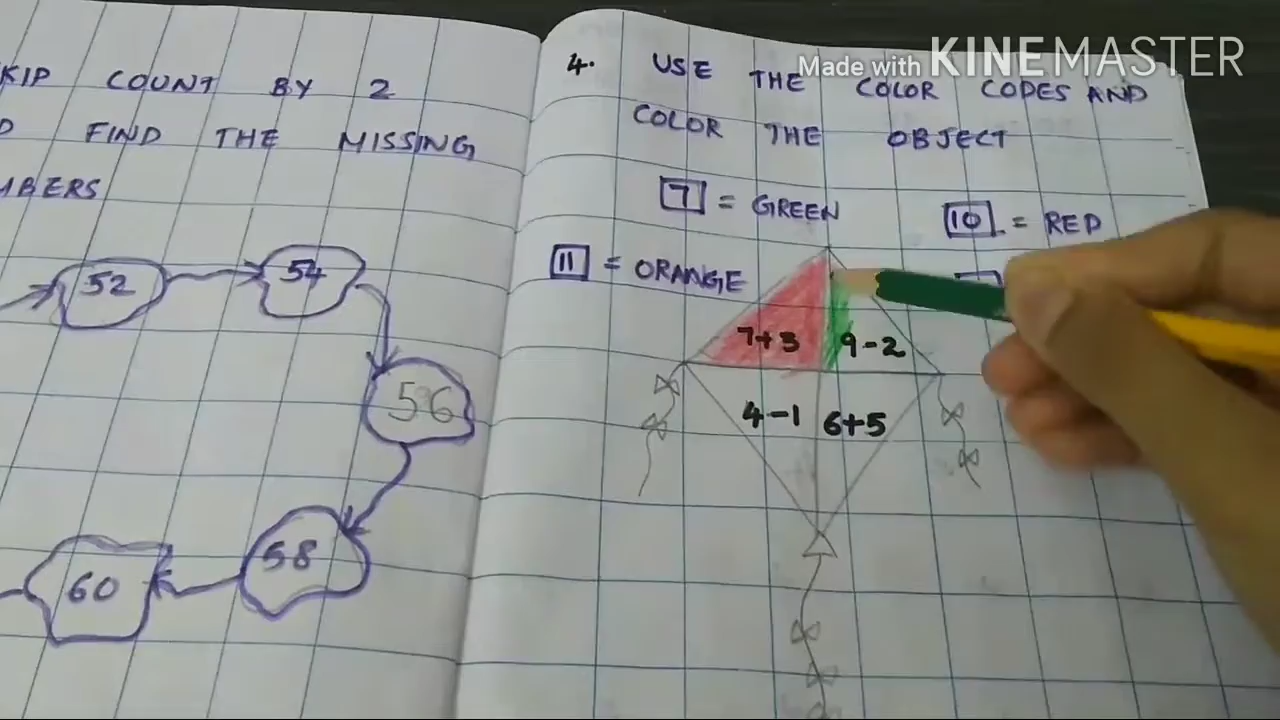 KIP COUNT BY 2
FIND THE MISSING
MBERS
52
54
56
58
60
4. USE THE COLOR CODES AND
COLOR THE OBJECT
7 = GREEN
10 = RED
11 = ORANGE
7+3
9-2
4-1
6+5
Made with KINEMASTER